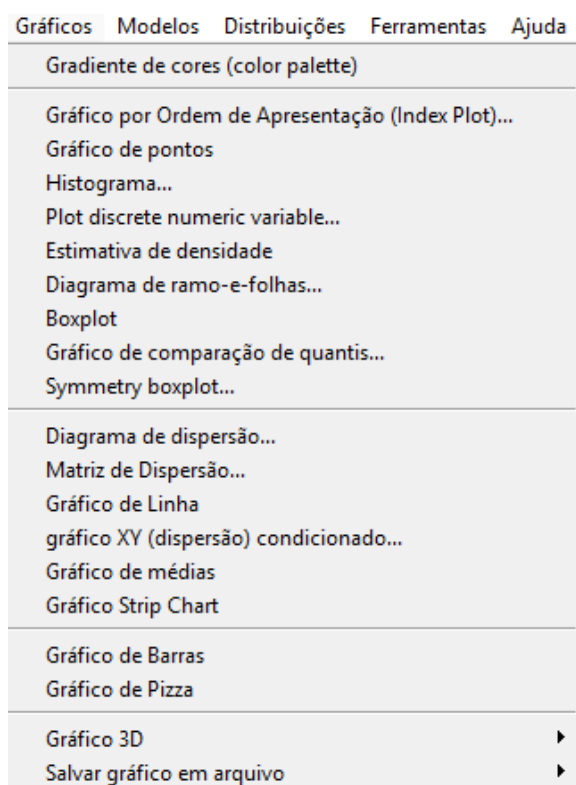 Gráficos Modelos Distribuições Ferramentas Ajuda
Gradiente de cores (color palette)
Gráfico por Ordem de Apresentação (Index Plot)...
Gráfico de pontos
Histograma...
Plot discrete numeric variable...
Estimativa de densidade
Diagrama de ramo-e-folhas...
Boxplot
Gráfico de comparação de quantis...
Symmetry boxplot...
Diagrama de dispersão...
Matriz de Dispersão...
Gráfico de Linha
gráfico XY (dispersão) condicionado...
Gráfico de médias
Gráfico Strip Chart
Gráfico de Barras
Gráfico de Pizza
Gráfico 3D
Salvar gráfico em arquivo